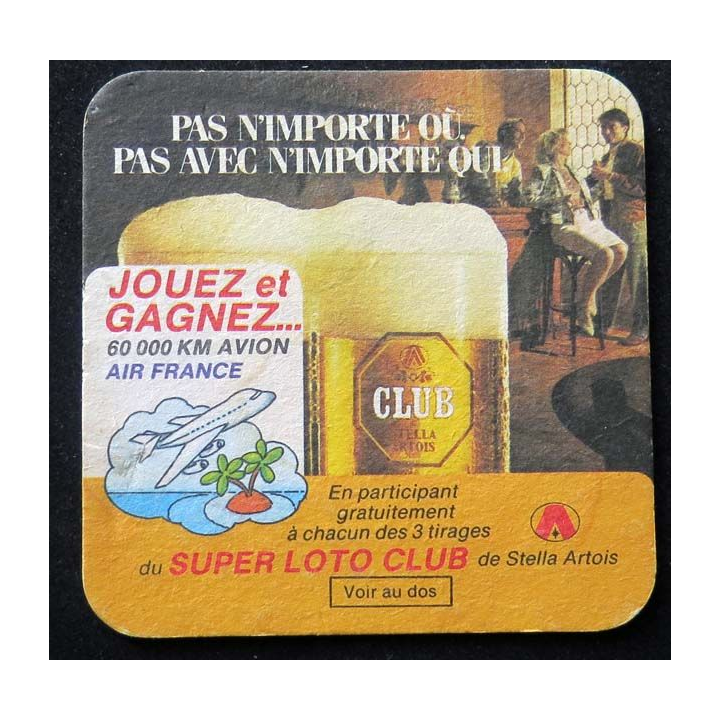 PAS N'IMPORTE OÙ.
PAS AVEC N'IMPORTE QUI.
JOUEZ et
GAGNEZ...
60 000 KM AVION
AIR FRANCE
CLUB
STELLA
ARTOIS
En participant
gratuitement
à chacun des 3 tirages
du SUPER LOTO CLUB de Stella Artois
Voir au dos